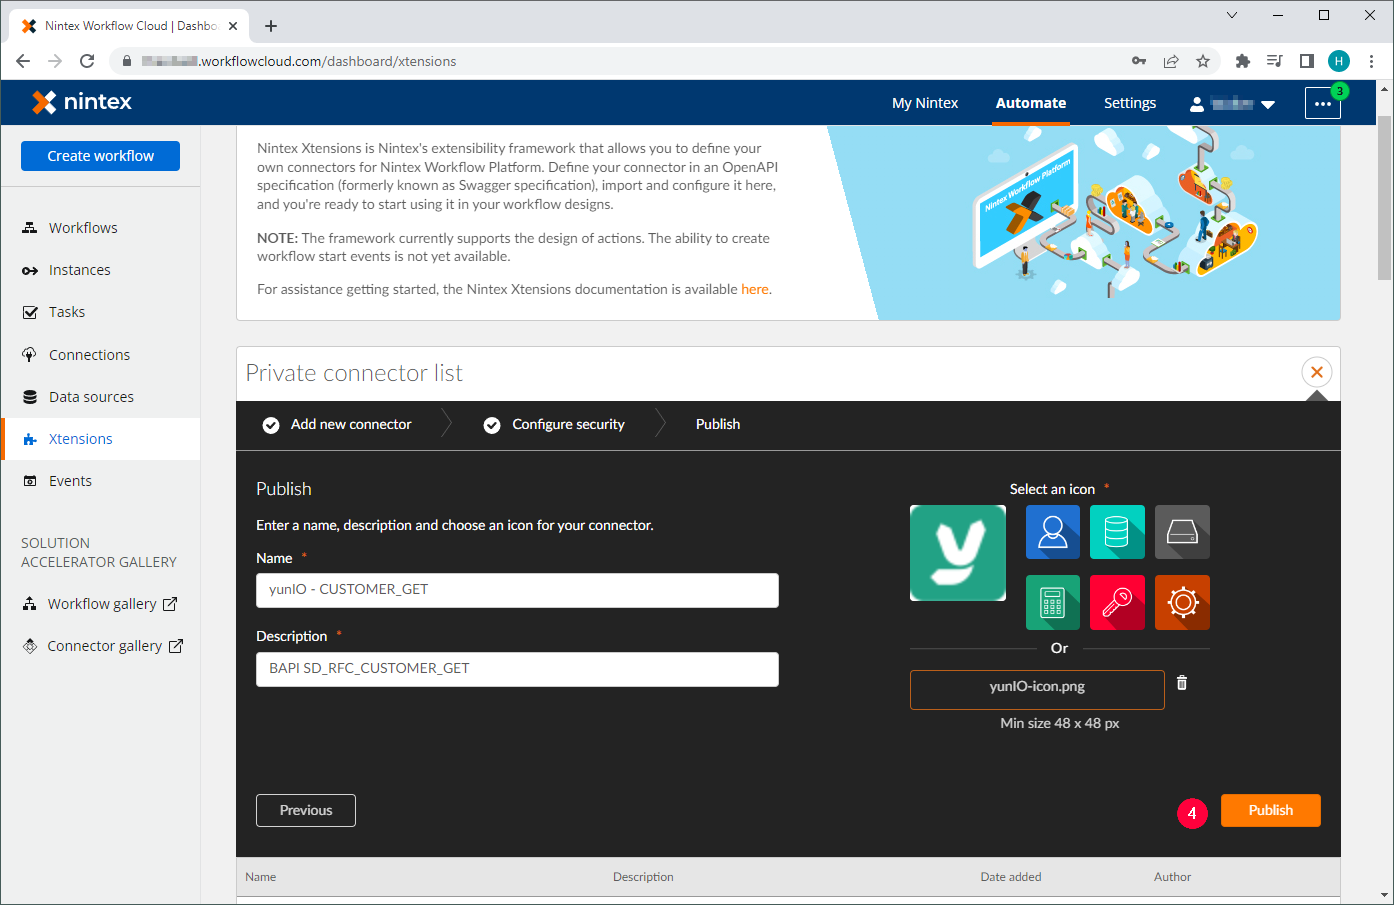 Nintex Workflow Cloud | Dashbo
.workflowcloud.com/dashboard/xtensions
H
nintex
My Nintex
Automate
Settings
3
Create workflow
Workflows
Instances
Tasks
Connections
Data sources
Xtensions
Events
SOLUTION
ACCELERATOR GALLERY
Workflow gallery
Connector gallery
Nintex Xtensions is Nintex's extensibility framework that allows you to define your
own connectors for Nintex Workflow Platform. Define your connector in an OpenAPI
specification (formerly known as Swagger specification), import and configure it here,
and you're ready to start using it in your workflow designs.
NOTE: The framework currently supports the design of actions. The ability to create
workflow start events is not yet available.
For assistance getting started, the Nintex Xtensions documentation is available here.
Nintex Workflow Platform
Private connector list
Add new connector
Configure security
Publish
Publish
Enter a name, description and choose an icon for your connector.
Name *
yunIO - CUSTOMER_GET
Description *
BAPI SD_RFC_CUSTOMER_GET
Select an icon *
Or
yunIO-icon.png
Min size 48 x 48 px
Previous
4
Publish
Name
Description
Date added
Author